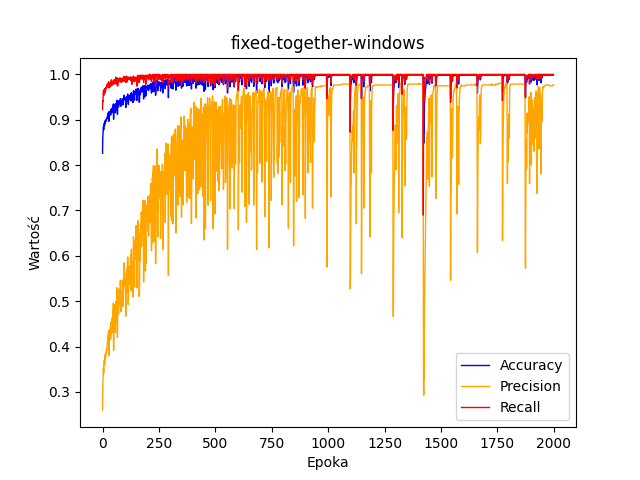 fixed-together-windows
Wartość
1.0
0.9
0.8
0.7
0.6
0.5
0.4
0.3
Accuracy
Precision
Recall
0 250 500 750 1000 1250 1500 1750 2000
Epoka